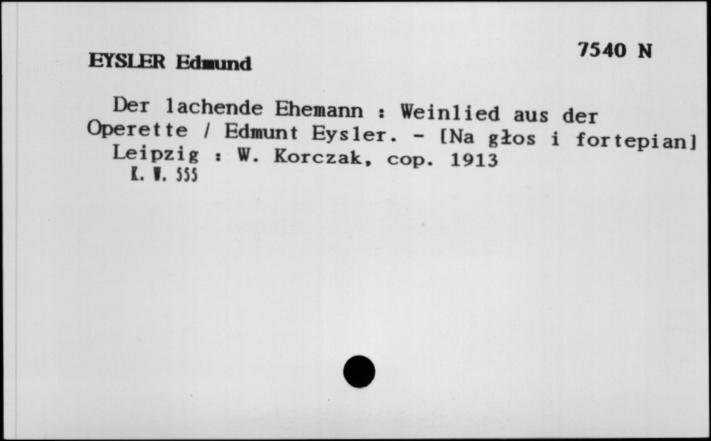 7540 N
EYSLER Edmund
Der lachende Ehemann : Weinlied aus der
Operette / Edmunt Eysler. - [Na głos i fortepian]
Leipzig : W. Korczak, cop. 1913
K. W. 555